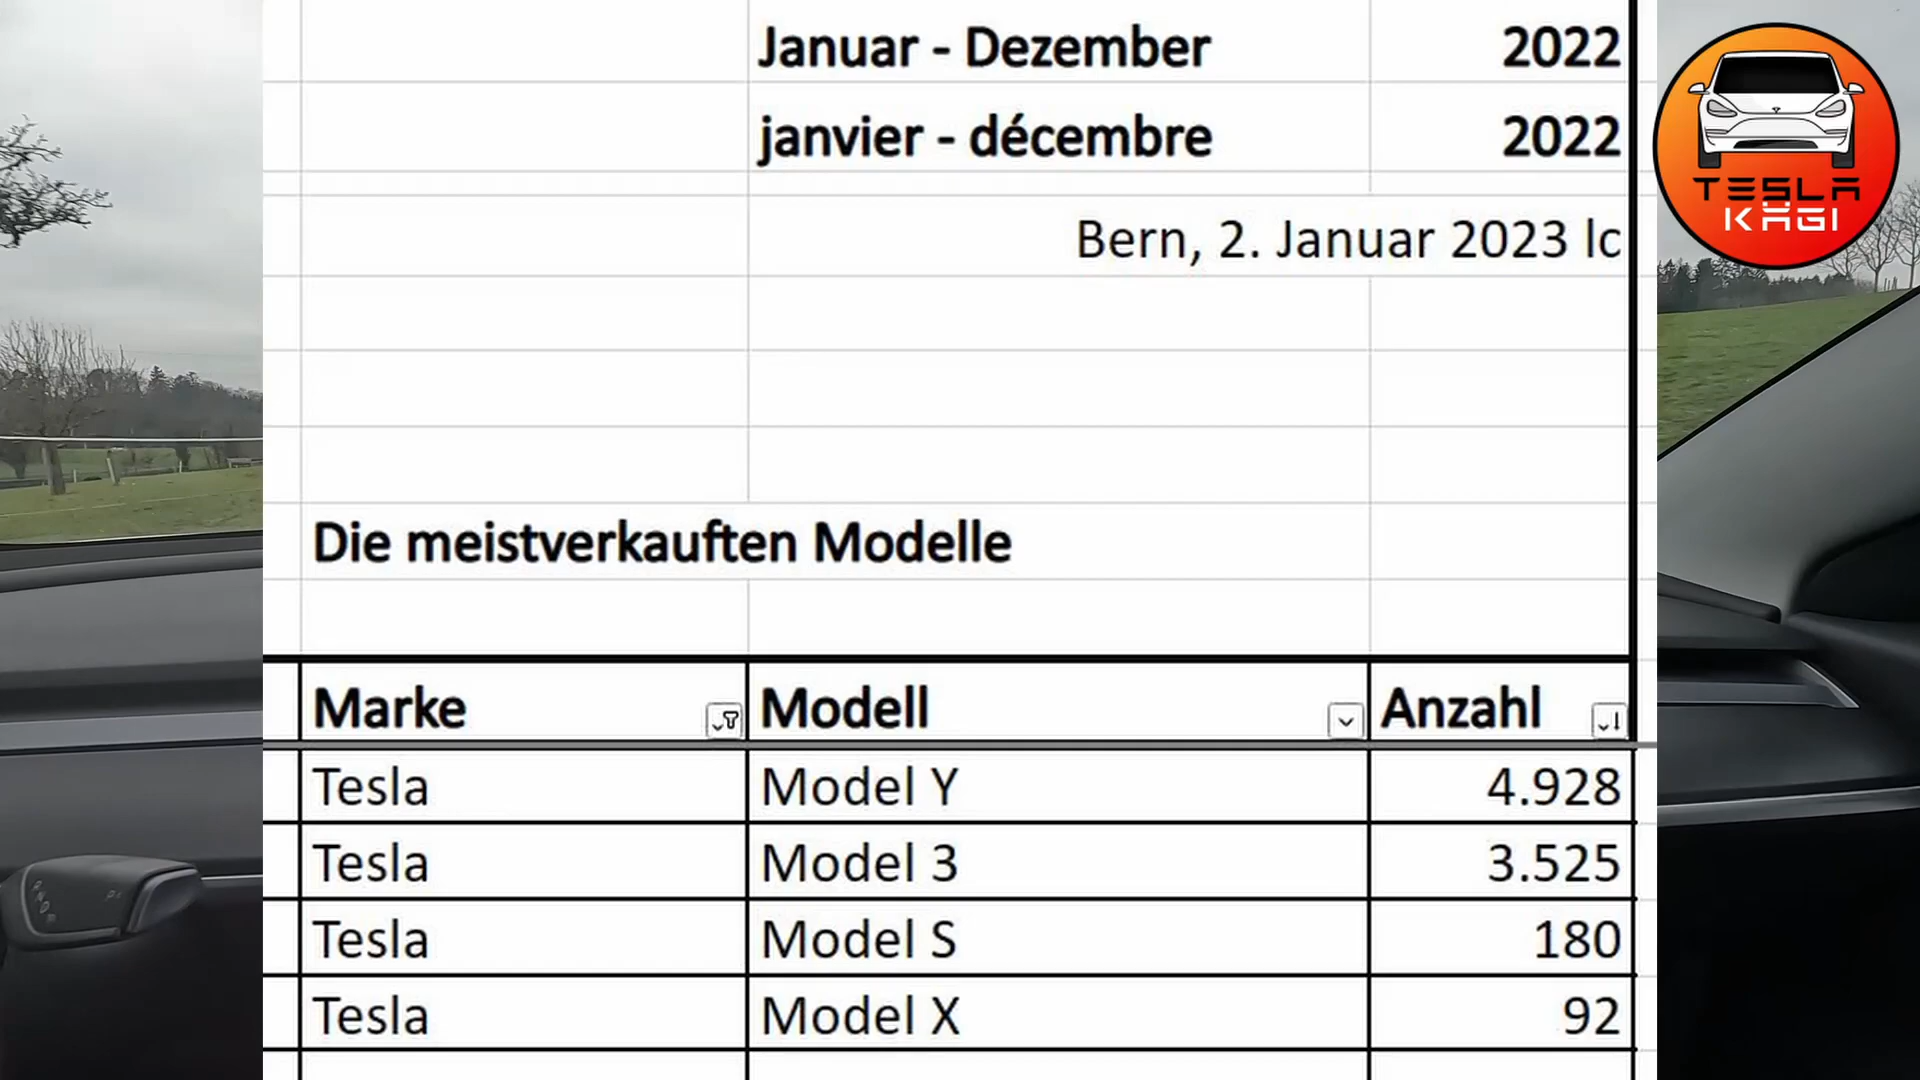 Januar - Dezember 2022
janvier - décembre 2022
Bern, 2. Januar 2023 lc
Die meistverkauften Modelle
Marke Modell Anzahl
Tesla Model Y 4.928
Tesla Model 3 3.525
Tesla Model S 180
Tesla Model X 92
TESLA
KÄGI